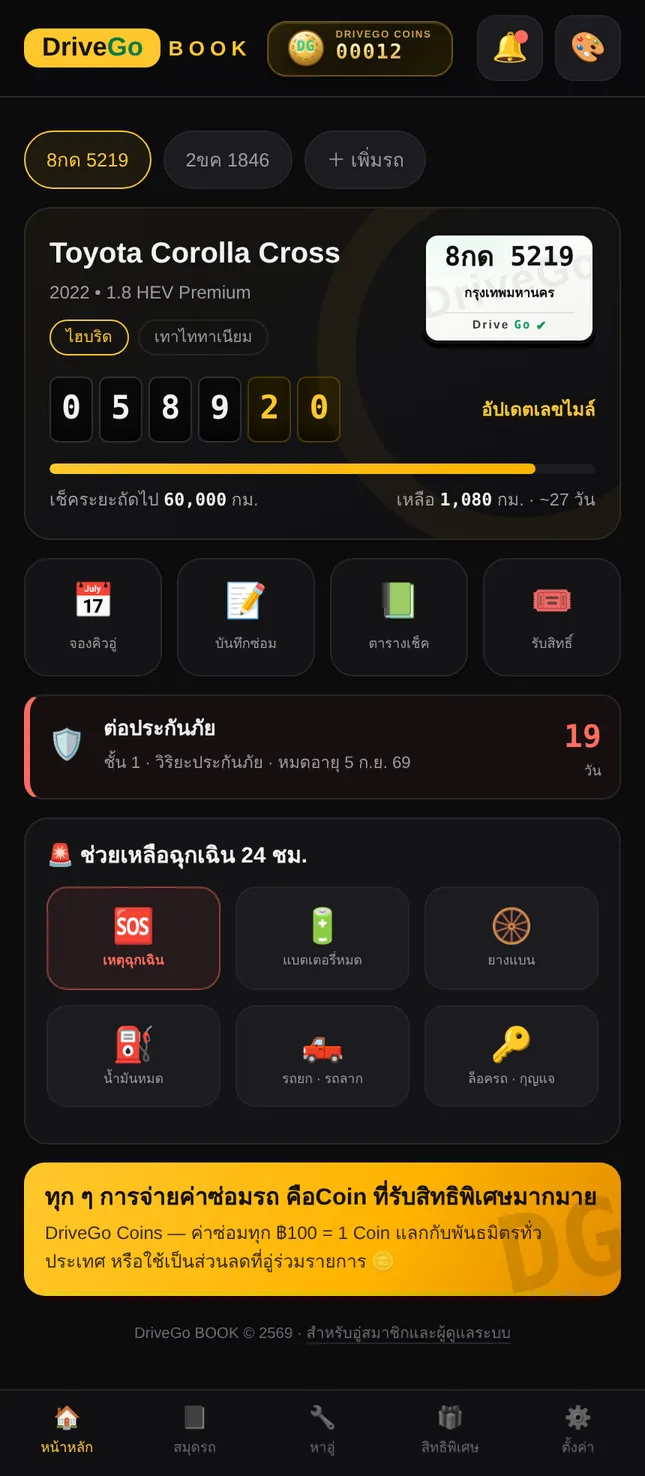 DriveGo BOOK
DG
DRIVEGO COINS
00012
8กด 5219
2ขค 1846
+ เพิ่มรถ
Toyota Corolla Cross
2022 • 1.8 HEV Premium
ไฮบริด
เทาไททาเนียม
DriveGo
8กด 5219
กรุงเทพมหานคร
Drive Go ✔
0 5 8 9 2 0
อัปเดตเลขไมล์
เช็คระยะถัดไป 60,000 กม.
เหลือ 1,080 กม. · ~27 วัน
July
17
จองคิวอู่
บันทึกซ่อม
ตารางเช็ค
รับสิทธิ์
ต่อประกันภัย
ชั้น 1 · วิริยะประกันภัย · หมดอายุ 5 ก.ย. 69
19
วัน
ช่วยเหลือฉุกเฉิน 24 ชม.
SOS
เหตุฉุกเฉิน
แบตเตอรี่หมด
ยางแบน
น้ำมันหมด
รถยก · รถลาก
ล็อครถ · กุญแจ
ทุก ๆ การจ่ายค่าซ่อมรถ คือCoin ที่รับสิทธิพิเศษมากมาย
DriveGo Coins — ค่าซ่อมทุก ฿100 = 1 Coin แลกกับพันธมิตรทั่ว
ประเทศ หรือใช้เป็นส่วนลดที่อู่ร่วมรายการ
DG
DriveGo BOOK © 2569 · สำหรับอู่สมาชิกและผู้ดูแลระบบ
หน้าหลัก
สมุดรถ
หาอู่
สิทธิพิเศษ
ตั้งค่า